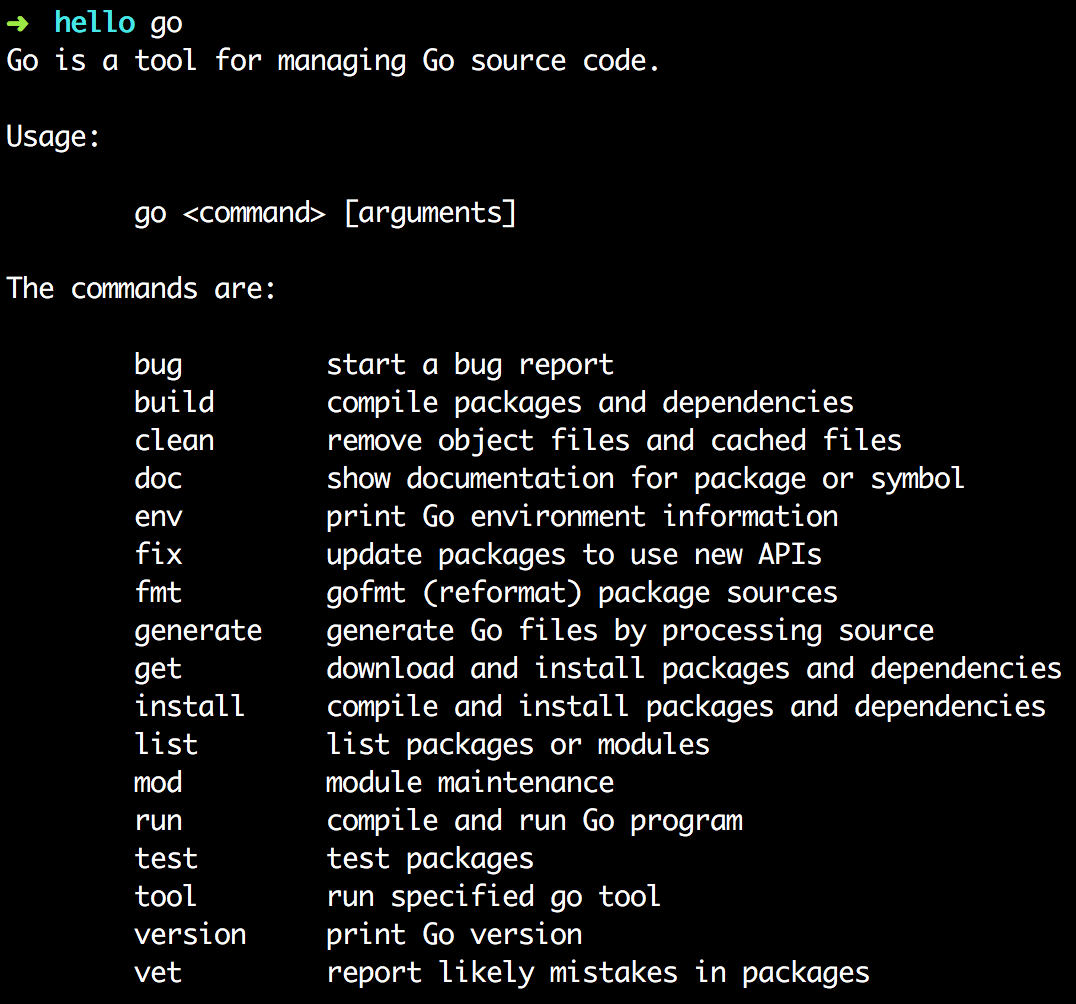 ➜  hello go
Go is a tool for managing Go source code.

Usage:

        go <command> [arguments]

The commands are:

        bug         start a bug report
        build       compile packages and dependencies
        clean       remove object files and cached files
        doc         show documentation for package or symbol
        env         print Go environment information
        fix         update packages to use new APIs
        fmt         gofmt (reformat) package sources
        generate    generate Go files by processing source
        get         download and install packages and dependencies
        install     compile and install packages and dependencies
        list        list packages or modules
        mod         module maintenance
        run         compile and run Go program
        test        test packages
        tool        run specified go tool
        version     print Go version
        vet         report likely mistakes in packages